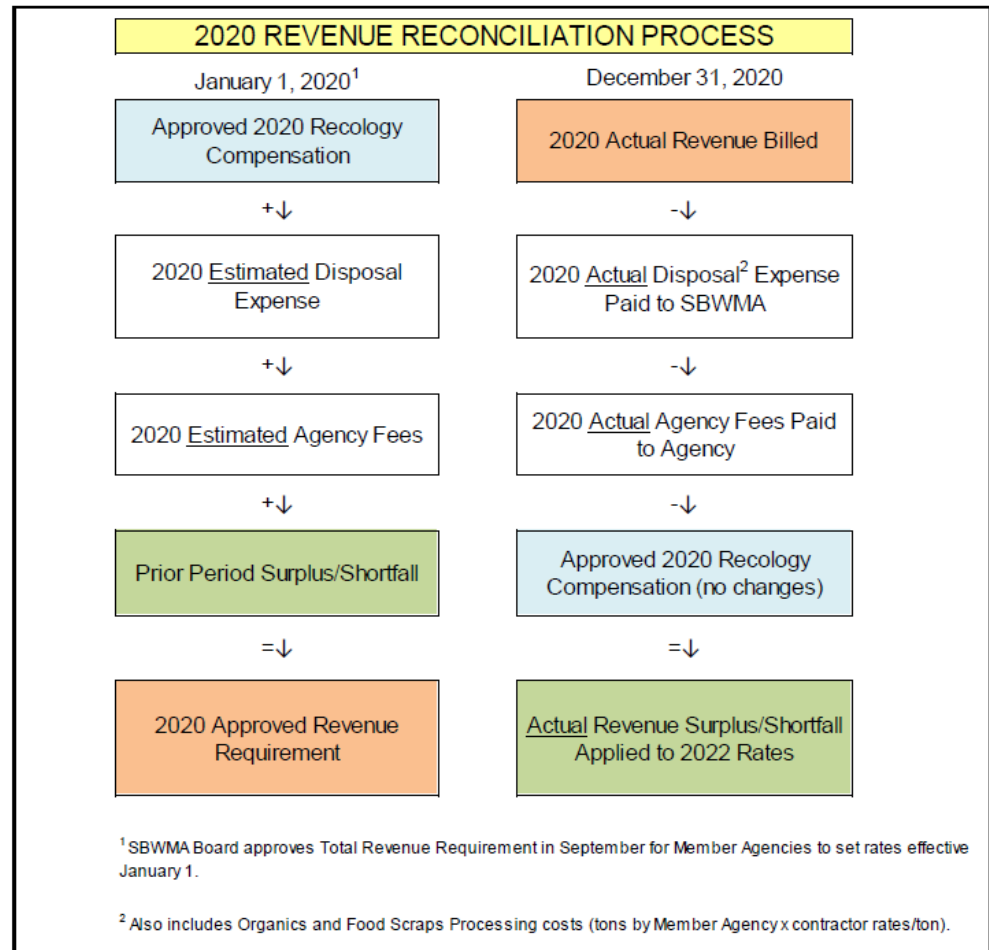 2020 REVENUE RECONCILIATION PROCESS
January 1, 2020¹
Approved 2020 Recology
Compensation
+↓
2020 Estimated Disposal
Expense
+↓
2020 Estimated Agency Fees
+↓
Prior Period Surplus/Shortfall
=↓
2020 Approved Revenue
Requirement
December 31, 2020
2020 Actual Revenue Billed
-↓
2020 Actual Disposal² Expense
Paid to SBWMA
-↓
2020 Actual Agency Fees Paid
to Agency
-↓
Approved 2020 Recology
Compensation (no changes)
=↓
Actual Revenue Surplus/Shortfall
Applied to 2022 Rates
¹ SBWMA Board approves Total Revenue Requirement in September for Member Agencies to set rates effective
January 1.
² Also includes Organics and Food Scraps Processing costs (tons by Member Agency x contractor rates/ton).